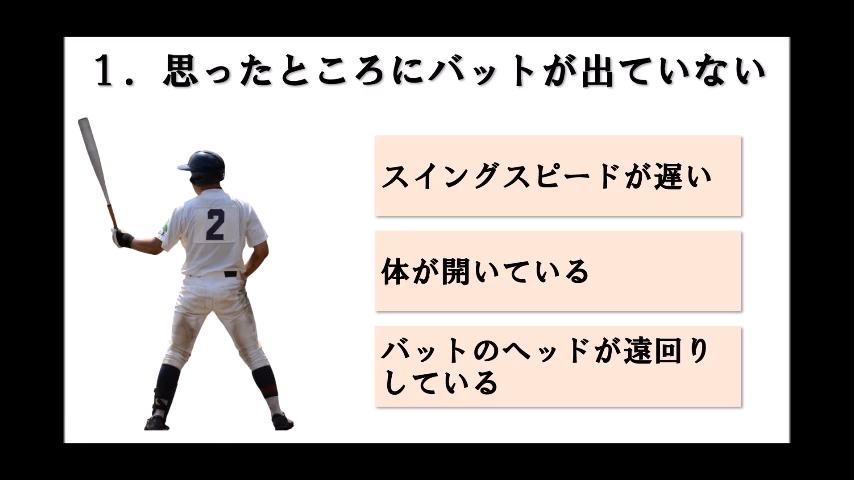 １．思ったところにバットが出ていない
スイングスピードが遅い
体が開いている
バットのヘッドが遠回り
している
2